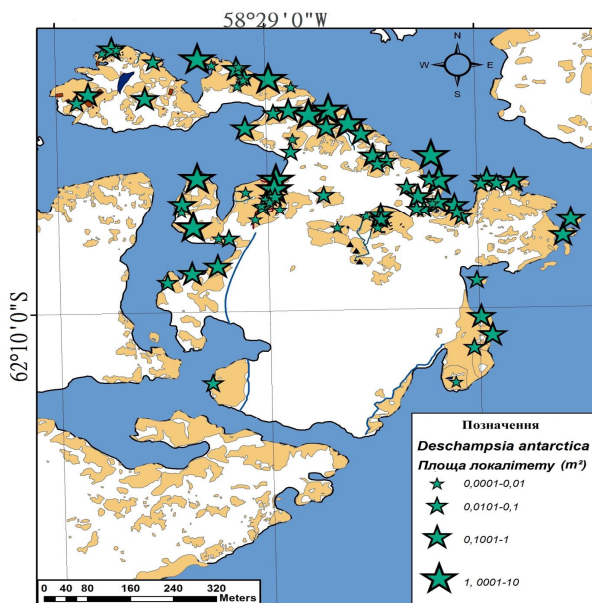 58°29'0"W
N
W E
S
62°10'0"S
Позначення
Deschampsia antarctica
Площа локалітету (m²)
0,0001-0,01
0,0101-0,1
0,1001-1
1, 0001-10
0 40 80 160 240 320
Meters